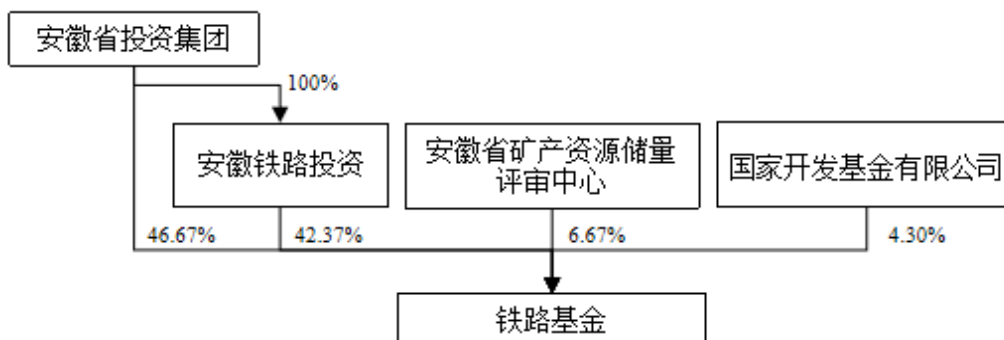 安徽省投资集团
100%
安徽铁路投资
安徽省矿产资源储量
评审中心
国家开发基金有限公司
46.67%
42.37%
6.67%
4.30%
铁路基金